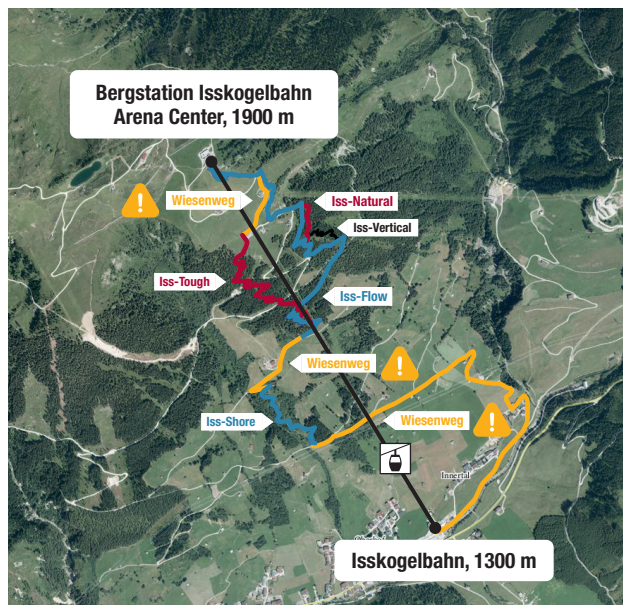 Bergstation Isskogelbahn
Arena Center, 1900 m
Wiesenweg
Iss-Natural
Iss-Vertical
Iss-Tough
Iss-Flow
Wiesenweg
Iss-Shore
Wiesenweg
Innertal
Isskogelbahn, 1300 m